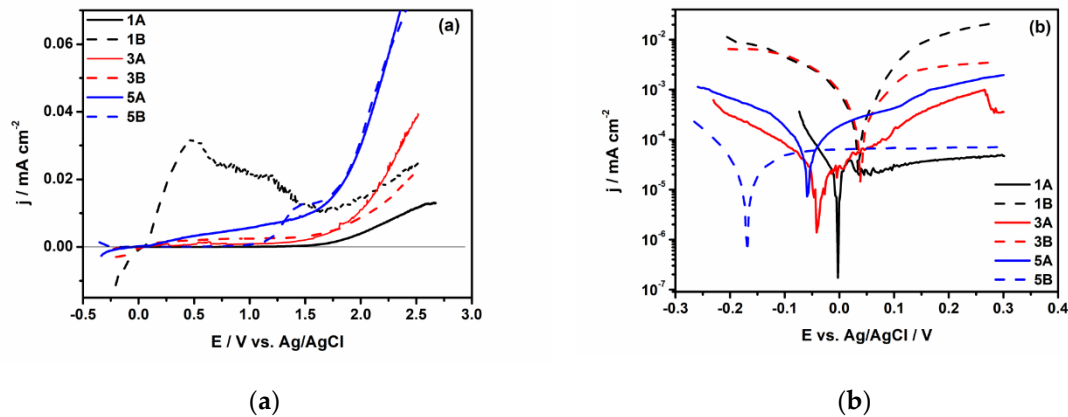 1A
1B
3A
3B
5A
5B
(a)
0.06
0.04
0.02
0.00
j / mA cm⁻²
-0.5 0.0 0.5 1.0 1.5 2.0 2.5 3.0
E / V vs. Ag/AgCl
(b)
10⁻²
10⁻³
10⁻⁴
10⁻⁵
10⁻⁶
10⁻⁷
j / mA cm⁻²
1A
1B
3A
3B
5A
5B
-0.3 -0.2 -0.1 0.0 0.1 0.2 0.3 0.4
E vs. Ag/AgCl / V
(a)
(b)